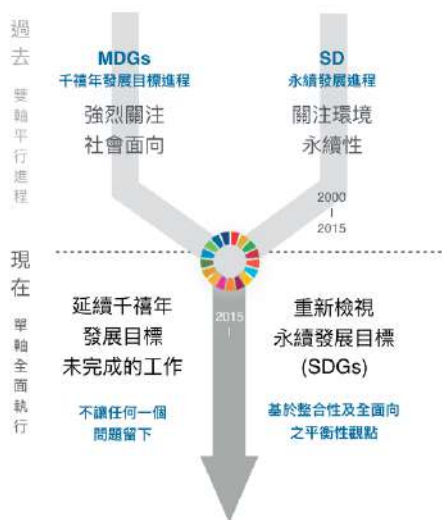 過去
雙軸平行進程
MDGs
千禧年發展目標進程
強烈關注
社會面向
SD
永續發展進程
關注環境
永續性
2000
|
2015
現在
單軸全面執行
延續千禧年
發展目標
未完成的工作
不讓任何一個
問題留下
2015
|
重新檢視
永續發展目標
(SDGs)
基於整合性及全面向
之平衡性觀點